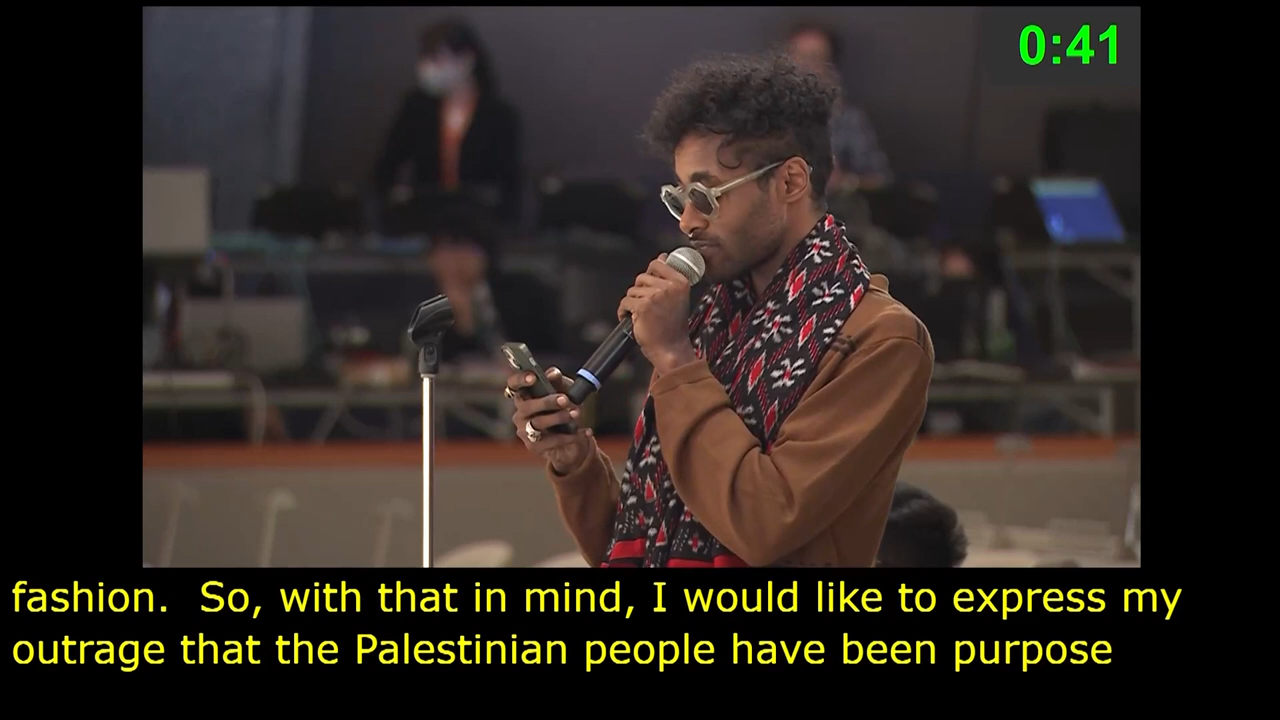 0:41
fashion.  So, with that in mind, I would like to express my
outrage that the Palestinian people have been purpose